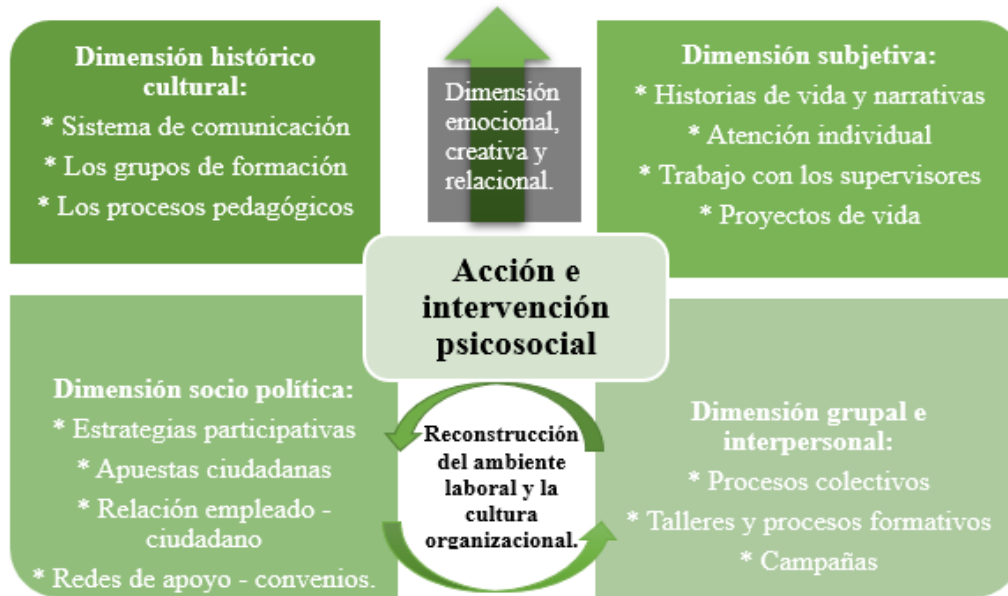 Dimensión histórico
cultural:
* Sistema de comunicación
* Los grupos de formación
* Los procesos pedagógicos
Dimensión
emocional,
creativa y
relacional.
Dimensión subjetiva:
* Historias de vida y narrativas
* Atención individual
* Trabajo con los supervisores
* Proyectos de vida
Acción e
intervención
psicosocial
Dimensión socio política:
* Estrategias participativas
* Apuestas ciudadanas
* Relación empleado -
ciudadano
* Redes de apoyo - convenios.
Reconstrucción
del ambiente
laboral y la
cultura
organizacional.
Dimensión grupal e
interpersonal:
* Procesos colectivos
* Talleres y procesos formativos
* Campañas